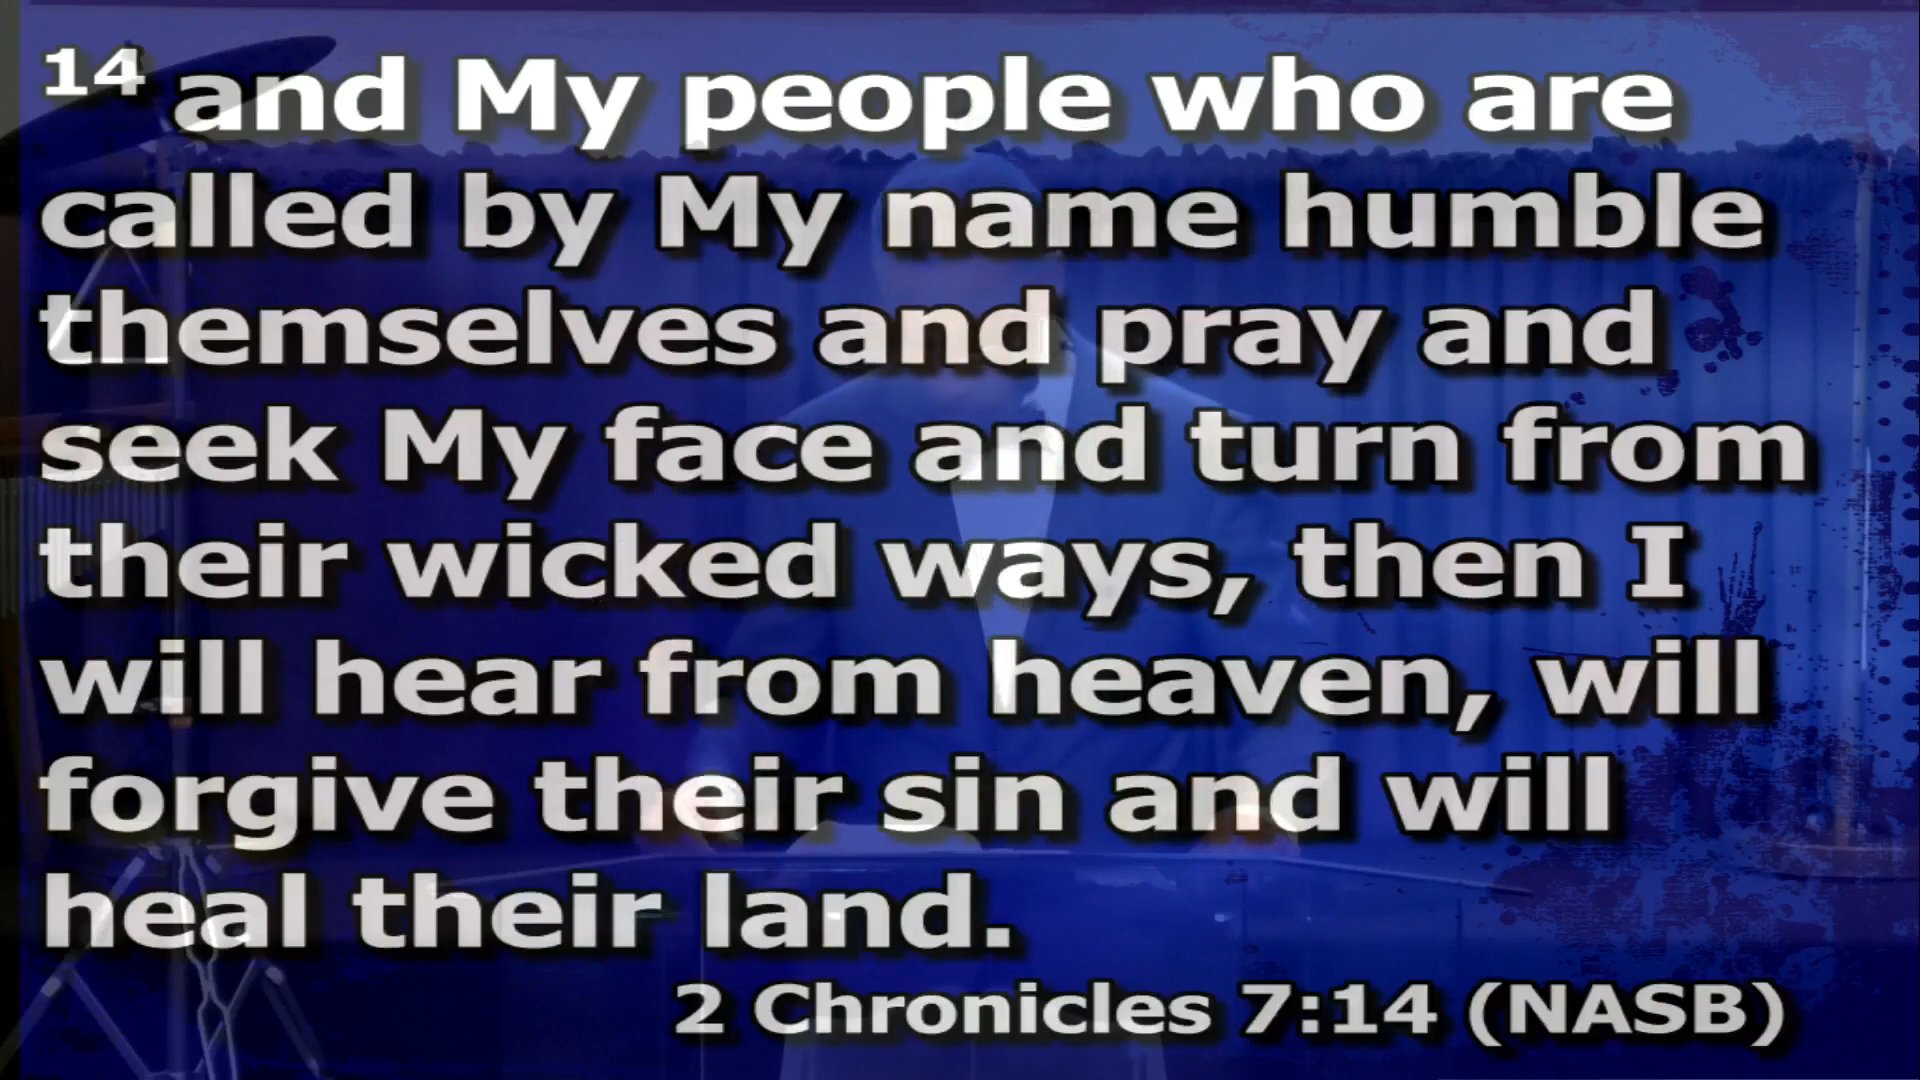 14 and My people who are
called by My name humble
themselves and pray and
seek My face and turn from
their wicked ways, then I
will hear from heaven, will
forgive their sin and will
heal their land.
2 Chronicles 7:14 (NASB)